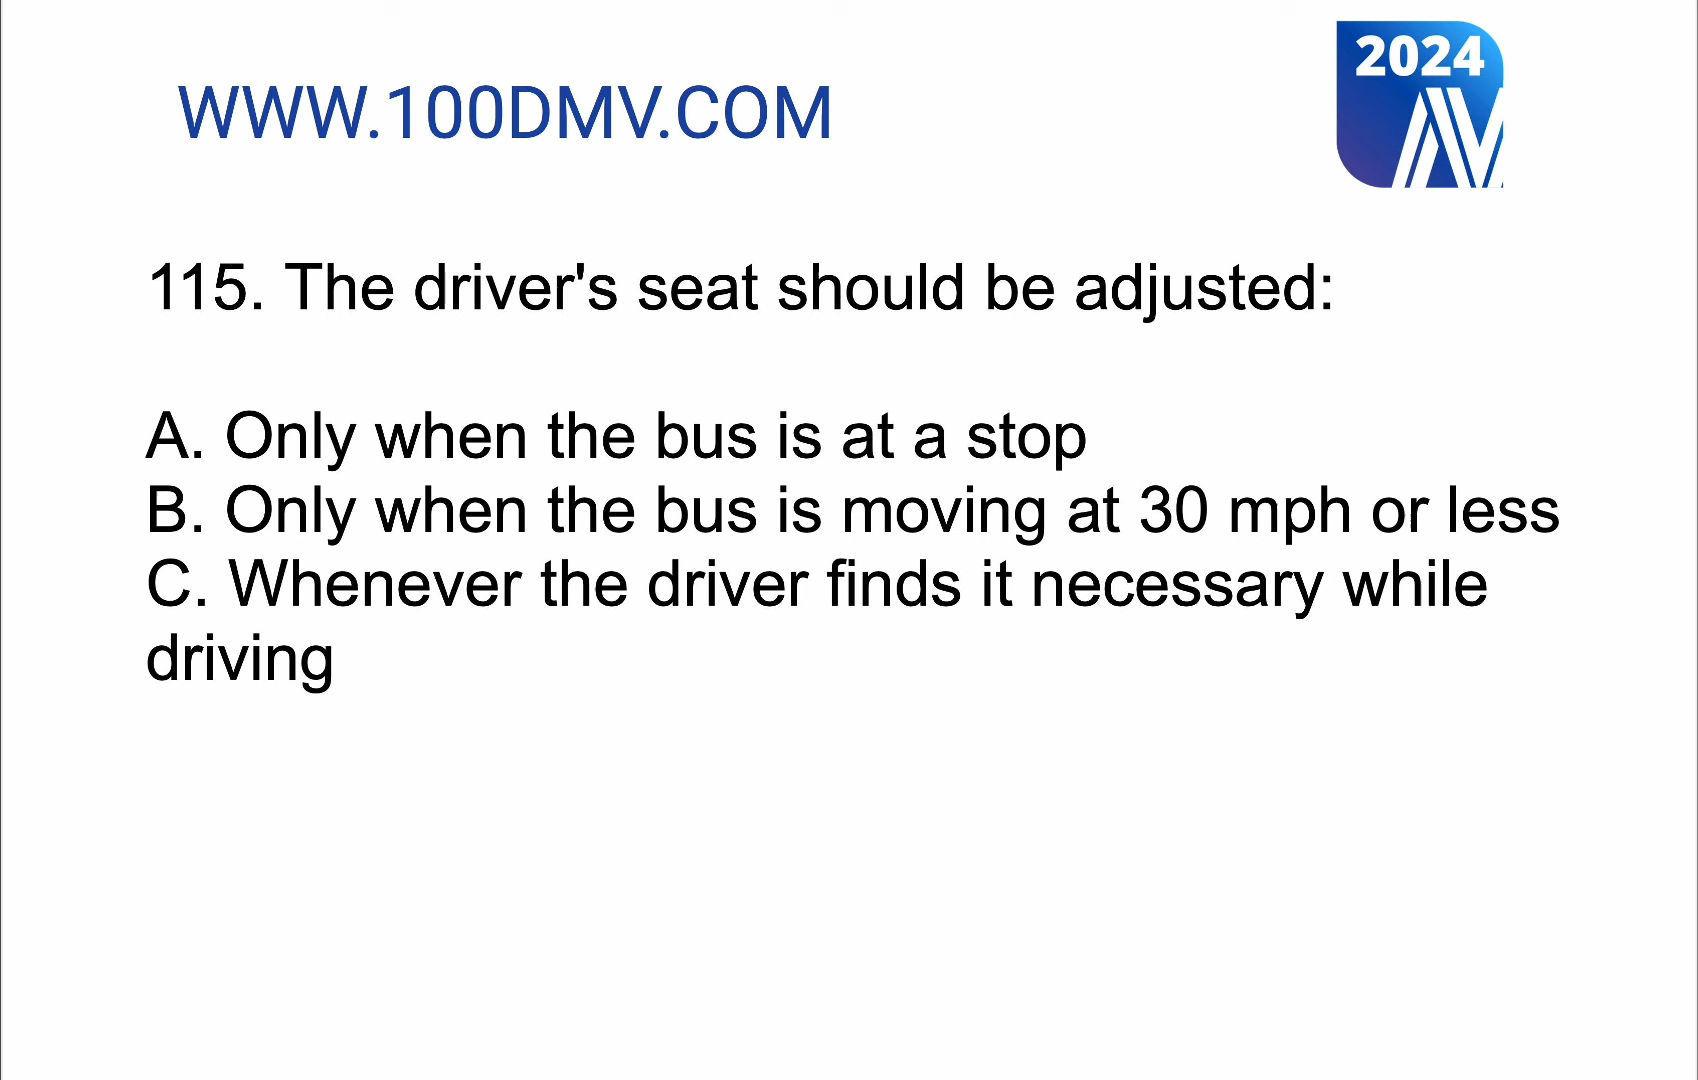 WWW.100DMV.COM
2024
115. The driver's seat should be adjusted:
A. Only when the bus is at a stop
B. Only when the bus is moving at 30 mph or less
C. Whenever the driver finds it necessary while
driving